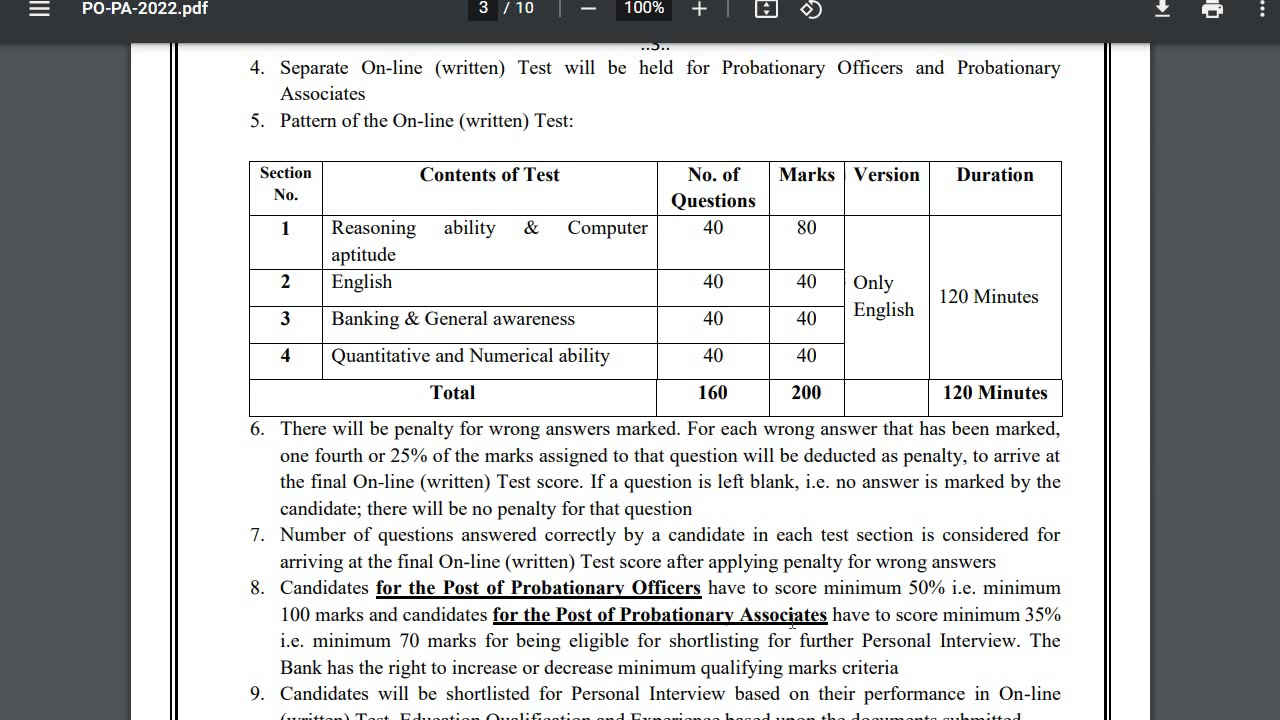 PO-PA-2022.pdf
3 / 10
100%
..3..
4. Separate On-line (written) Test will be held for Probationary Officers and Probationary
Associates
5. Pattern of the On-line (written) Test:
Section No. Contents of Test No. of Questions Marks Version Duration
1 Reasoning ability & Computer aptitude 40 80 Only English 120 Minutes
2 English 40 40
3 Banking & General awareness 40 40
4 Quantitative and Numerical ability 40 40
Total 160 200 120 Minutes
6. There will be penalty for wrong answers marked. For each wrong answer that has been marked,
one fourth or 25% of the marks assigned to that question will be deducted as penalty, to arrive at
the final On-line (written) Test score. If a question is left blank, i.e. no answer is marked by the
candidate; there will be no penalty for that question
7. Number of questions answered correctly by a candidate in each test section is considered for
arriving at the final On-line (written) Test score after applying penalty for wrong answers
8. Candidates for the Post of Probationary Officers have to score minimum 50% i.e. minimum
100 marks and candidates for the Post of Probationary Associates have to score minimum 35%
i.e. minimum 70 marks for being eligible for shortlisting for further Personal Interview. The
Bank has the right to increase or decrease minimum qualifying marks criteria
9. Candidates will be shortlisted for Personal Interview based on their performance in On-line
(written) Test, Education Qualification and Experience based upon the documents submitted